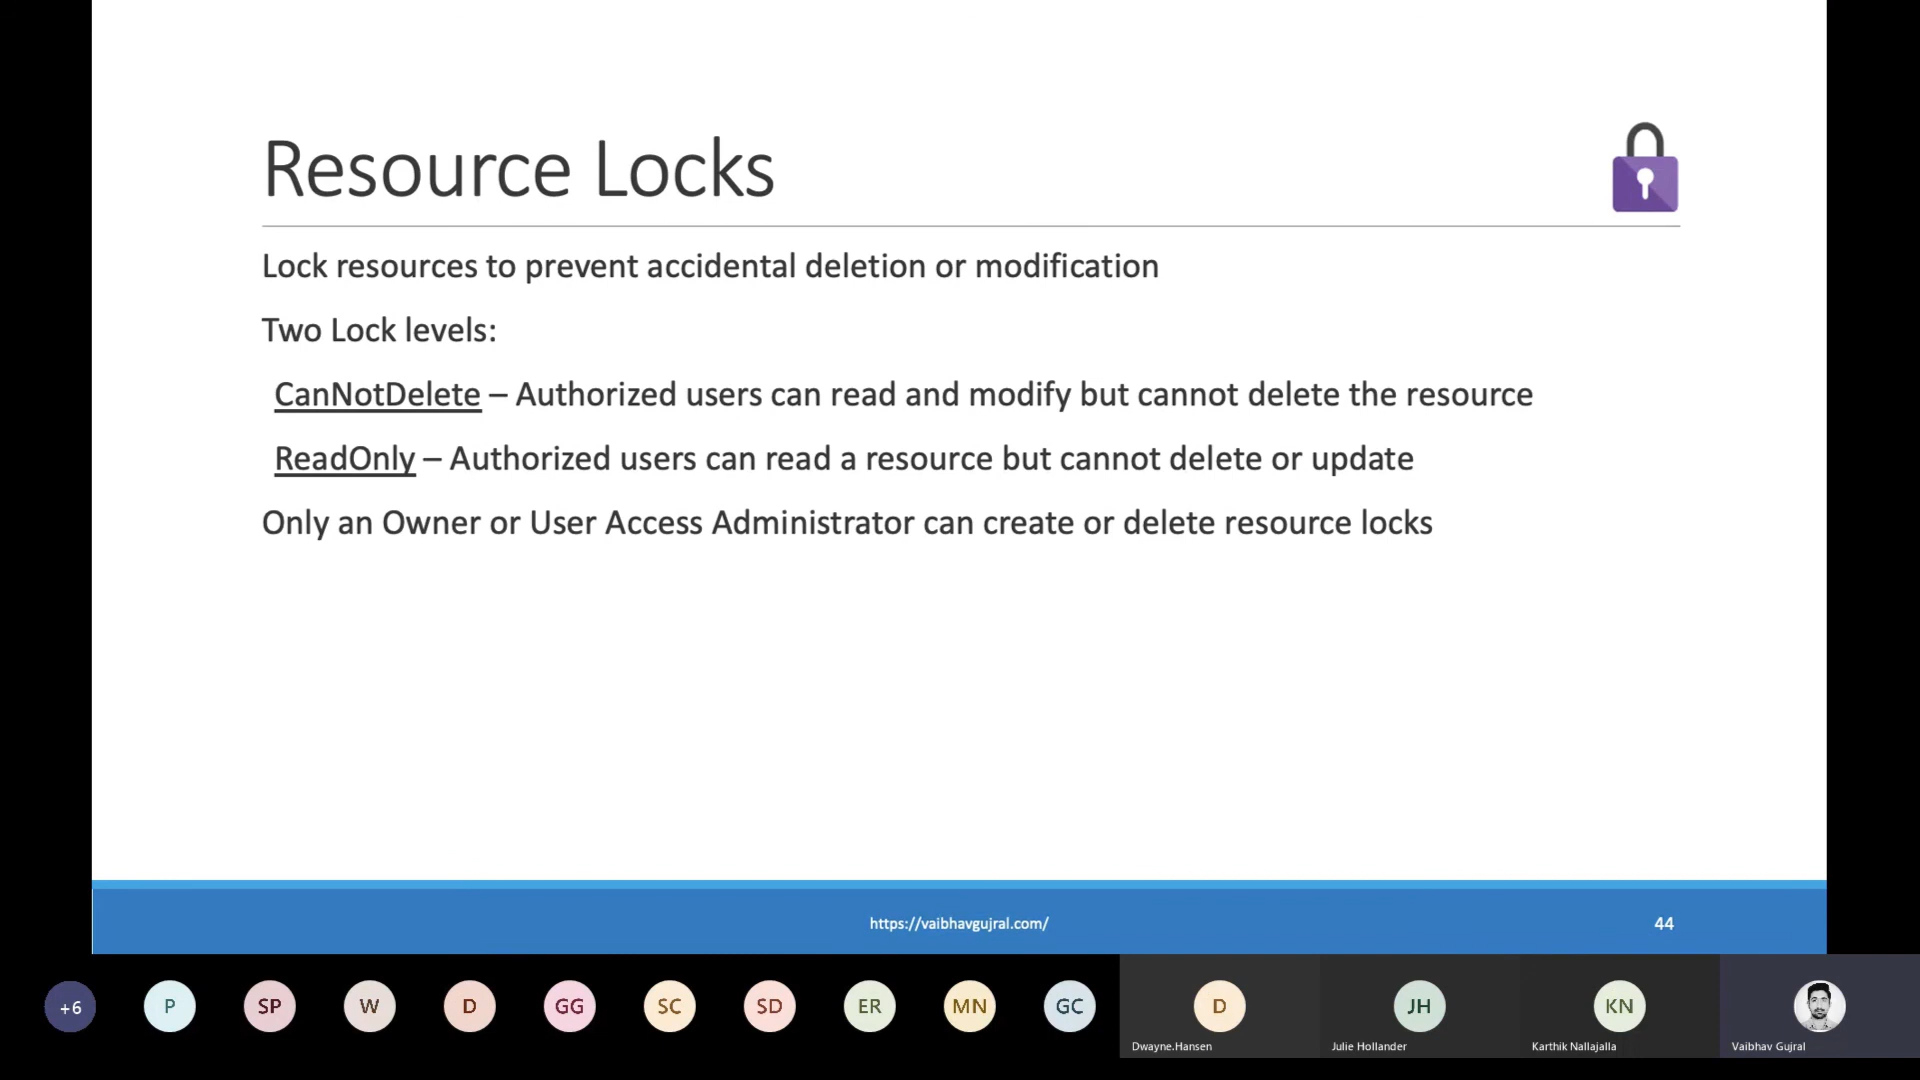 Resource Locks
Lock resources to prevent accidental deletion or modification
Two Lock levels:
CanNotDelete – Authorized users can read and modify but cannot delete the resource
ReadOnly – Authorized users can read a resource but cannot delete or update
Only an Owner or User Access Administrator can create or delete resource locks
https://vaibhavgujral.com/
44
+6
P
SP
W
D
GG
SC
SD
ER
MN
GC
D
JH
KN
Dwayne.Hansen
Julie Hollander
Karthik Nallajalla
Vaibhav Gujral